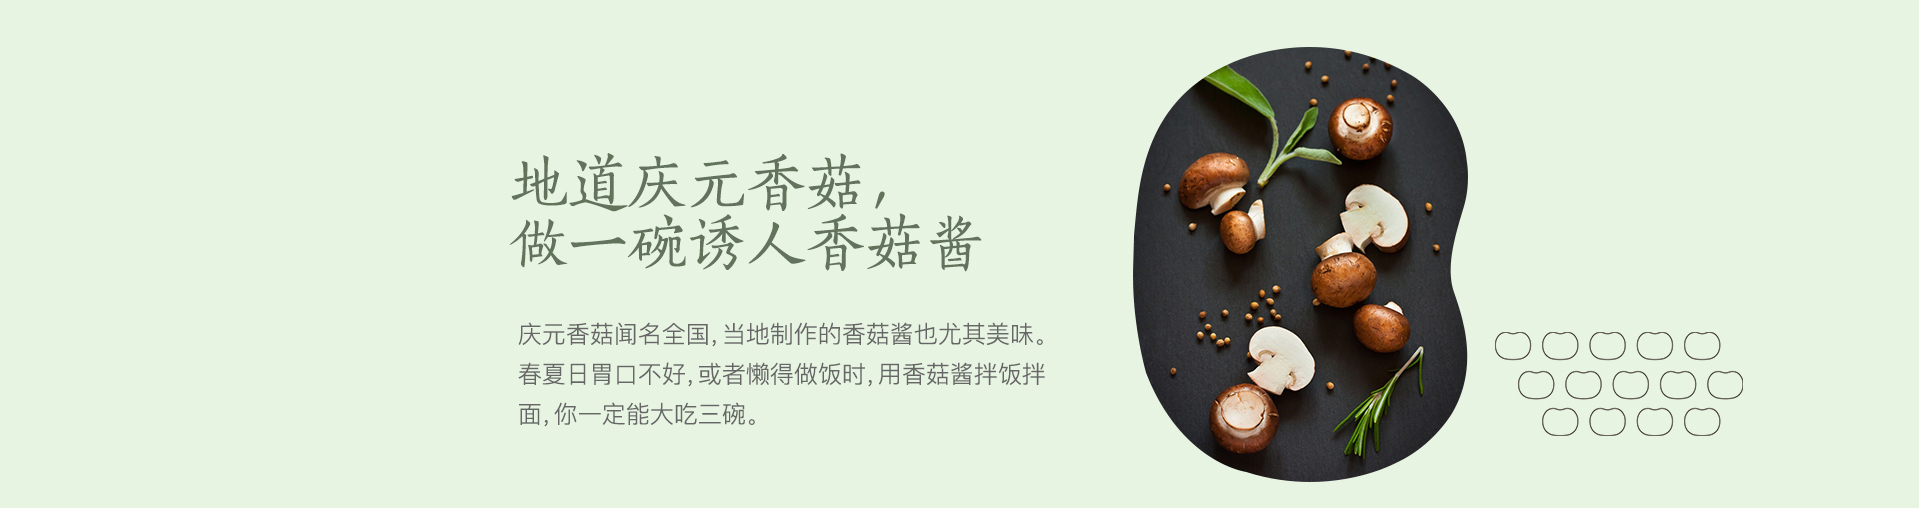 地道庆元香菇，
做一碗诱人香菇酱
庆元香菇闻名全国，当地制作的香菇酱也尤其美味。
春夏日胃口不好，或者懒得做饭时，用香菇酱拌饭拌
面，你一定能大吃三碗。